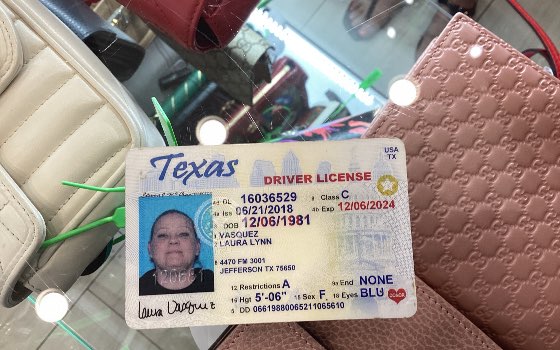 Texas
USA
TX
DRIVER LICENSE
4d DL 16036529 9 Class C
4a Iss 06/21/2018 4b Exp 12/06/2024
3 DOB 12/06/1981
1 VASQUEZ
2 LAURA LYNN
8 4470 FM 3001
JEFFERSON TX 75650
12 Restrictions A 9a End NONE
16 Hgt 5'-06" 15 Sex F 18 Eyes BLU
DONOR
5 DD 06619880065211065610
Laura Vasquez